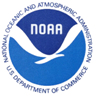 NATIONAL OCEANIC AND ATMOSPHERIC ADMINISTRATION
NOAA
U.S. DEPARTMENT OF COMMERCE